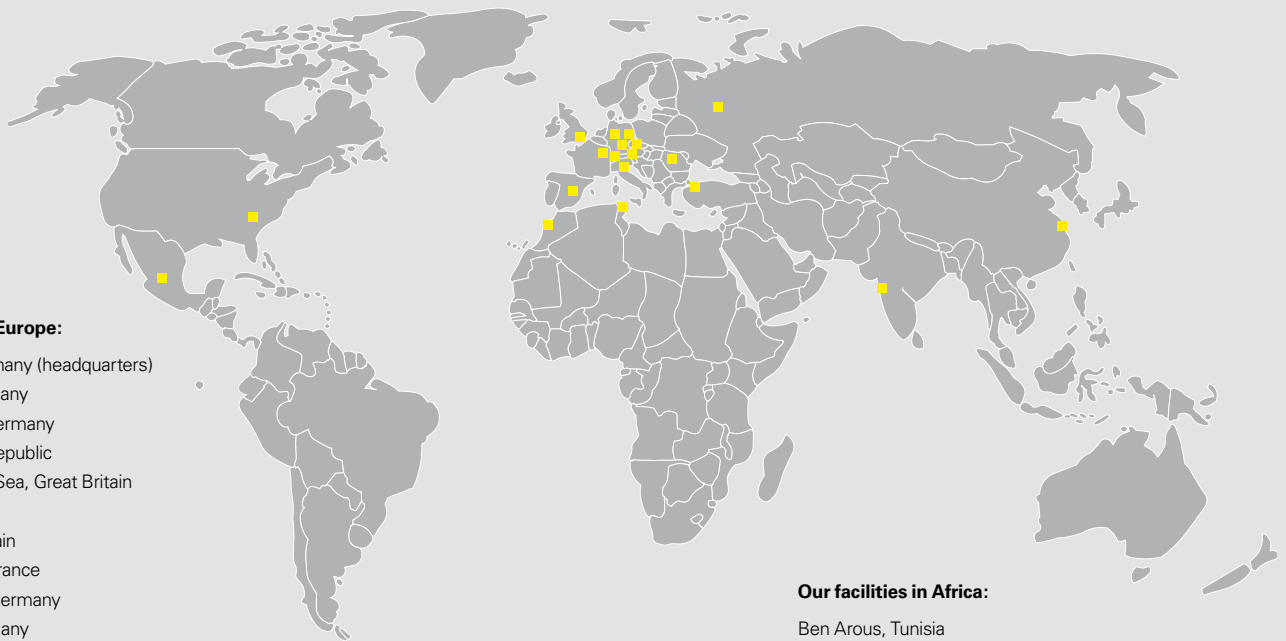 Europe:
many (headquarters)
any
ermany
epublic
Sea, Great Britain
in
rance
ermany
any
Our facilities in Africa:
Ben Arous, Tunisia